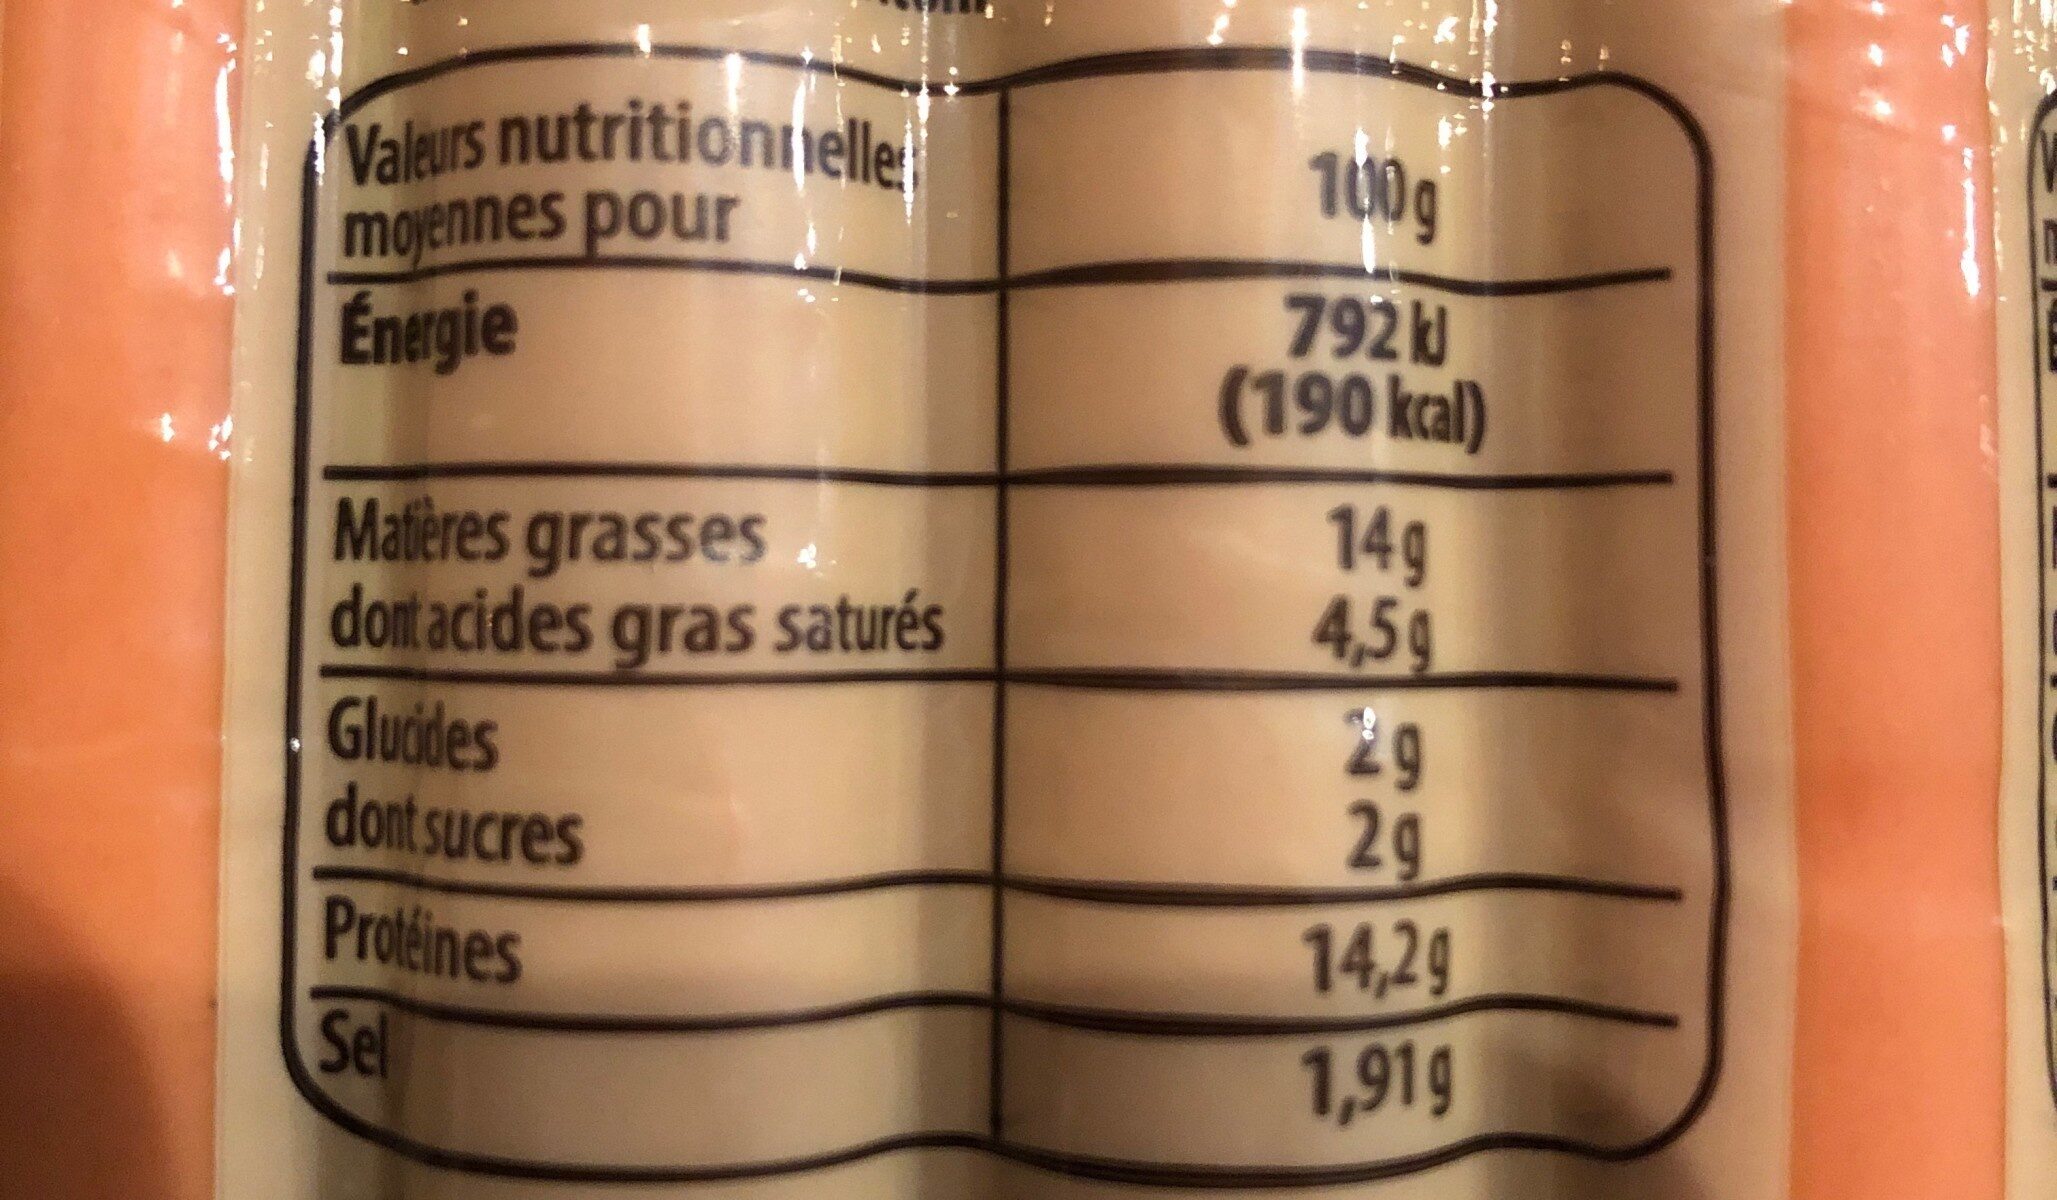 Valeurs nutritionnelles
moyennes pour
100 g
Énergie
792 kJ
(190 kcal)
Matières grasses
14 g
dont acides gras saturés
4,5 g
Glucides
2 g
dont sucres
2 g
Protéines
14,2 g
Sel
1,91 g